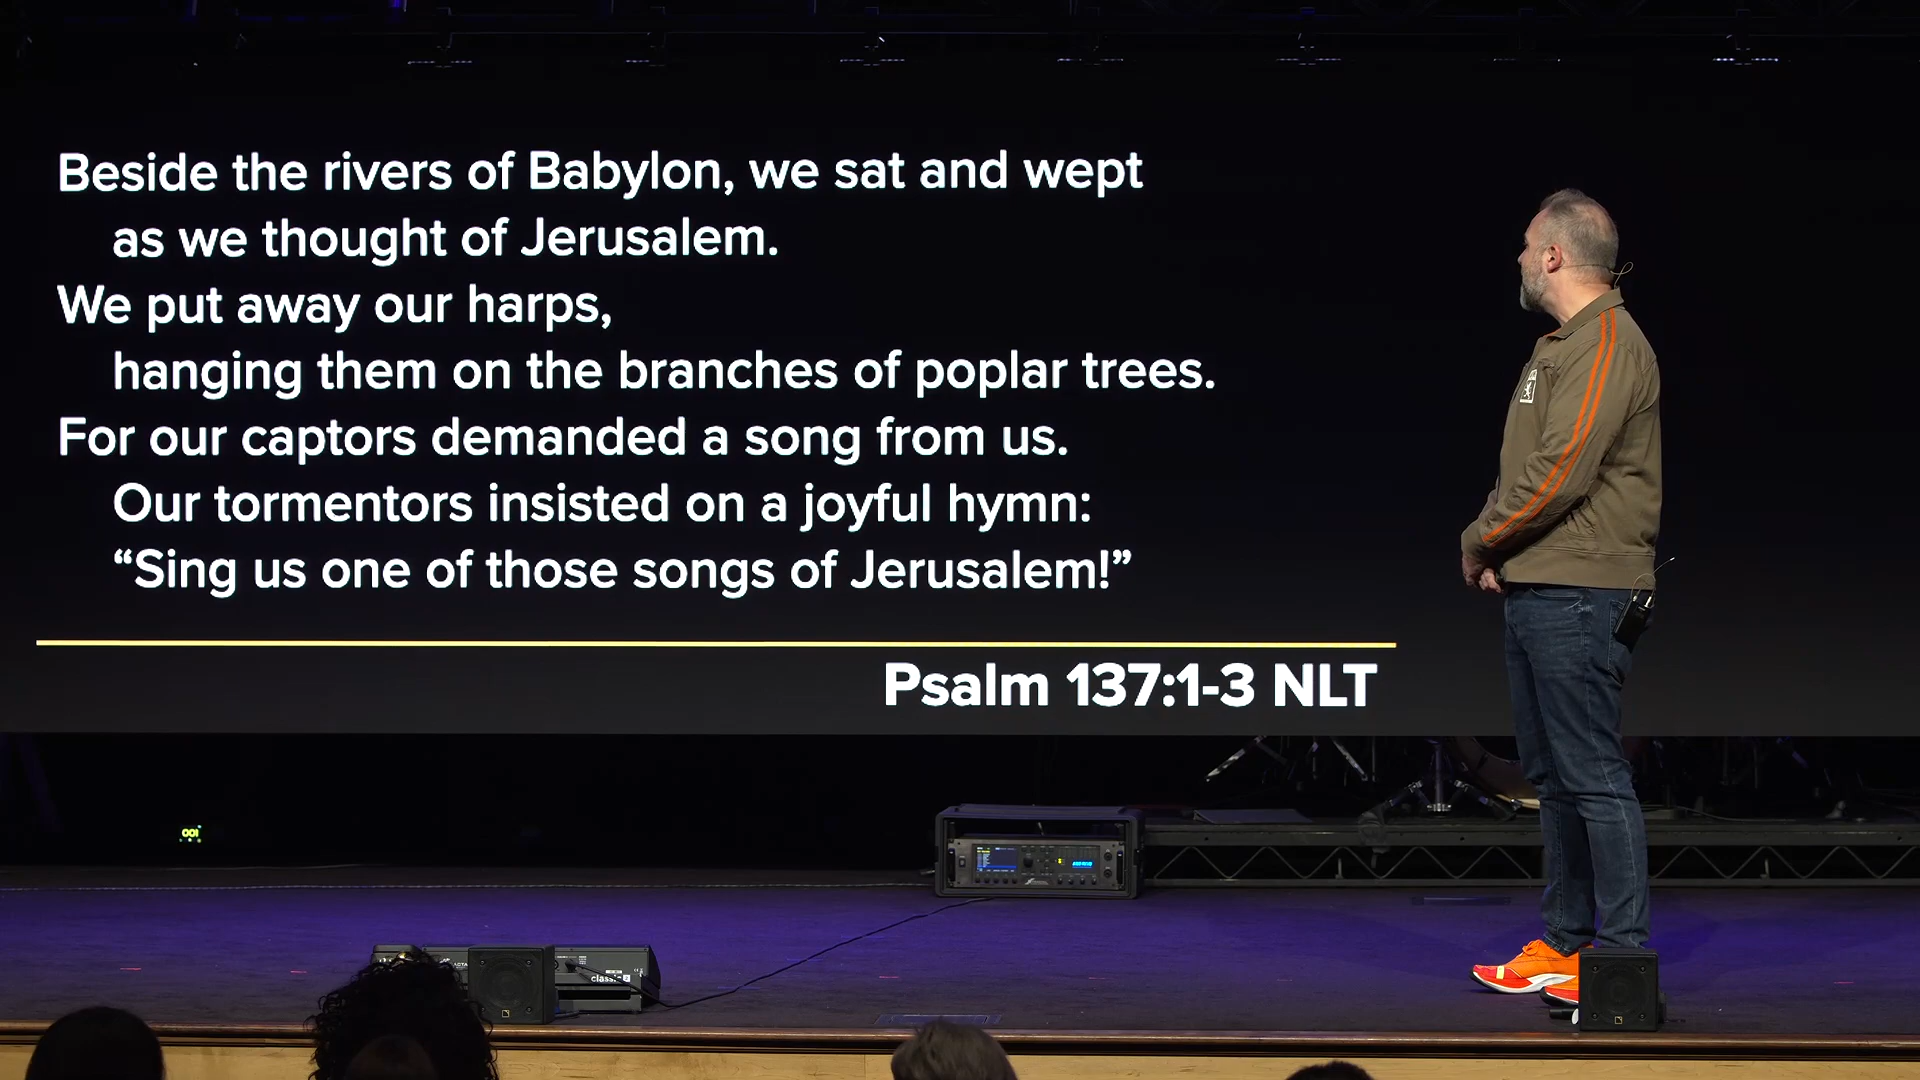 Beside the rivers of Babylon, we sat and wept
as we thought of Jerusalem.
We put away our harps,
hanging them on the branches of poplar trees.
For our captors demanded a song from us.
Our tormentors insisted on a joyful hymn:
“Sing us one of those songs of Jerusalem!”
Psalm 137:1-3 NLT